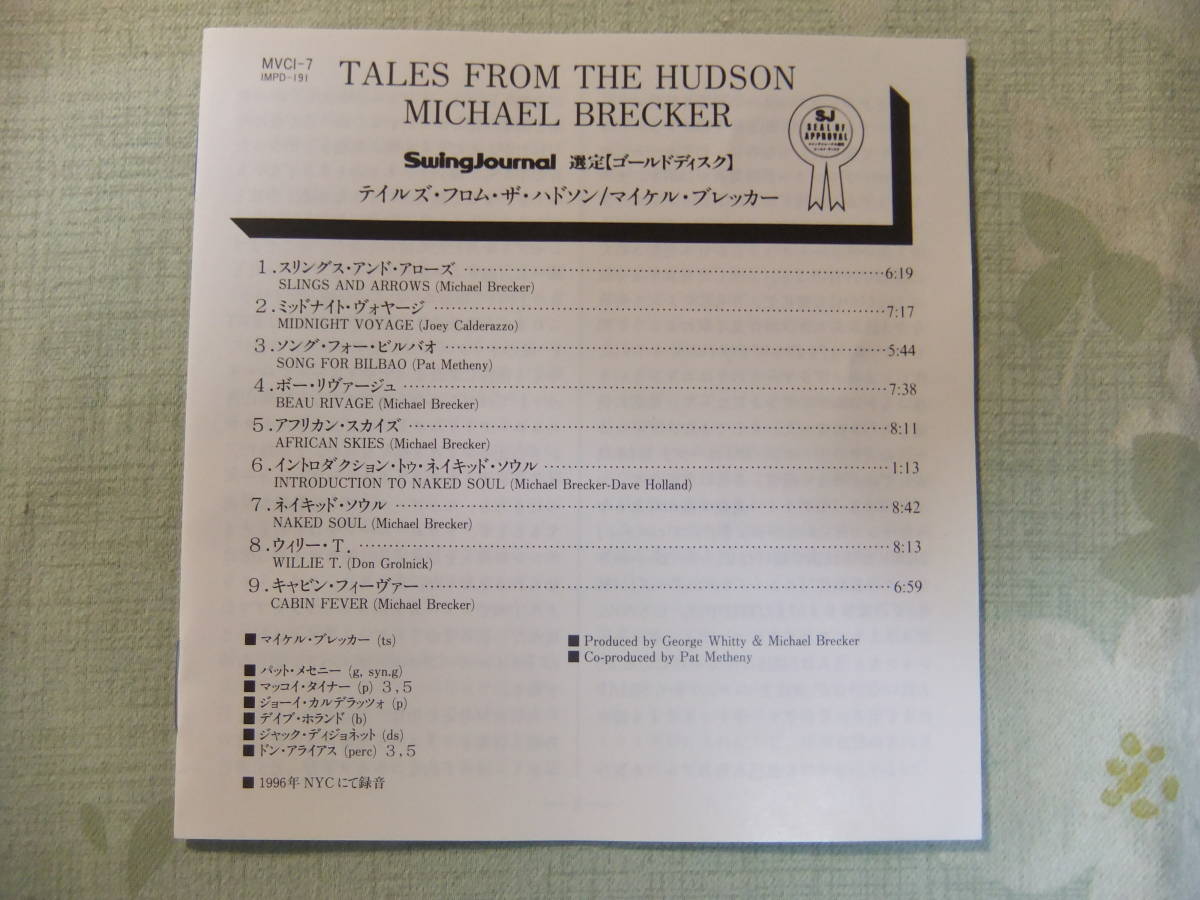 MVCI-7
IMPD-191
TALES FROM THE HUDSON
MICHAEL BRECKER
SJ
SEAL OF
APPROVAL
SwingJournal 選定【ゴールドディスク】
テイルズ・フロム・ザ・ハドソン/マイケル・ブレッカー
1.スリングス・アンド・アローズ 6:19
SLINGS AND ARROWS (Michael Brecker)
2.ミッドナイト・ヴォヤージ 7:17
MIDNIGHT VOYAGE (Joey Calderazzo)
3.ソング・フォー・ビルバオ 5:44
SONG FOR BILBAO (Pat Metheny)
4.ボー・リヴァージュ 7:38
BEAU RIVAGE (Michael Brecker)
5.アフリカン・スカイズ 8:11
AFRICAN SKIES (Michael Brecker)
6.イントロダクション・トゥ・ネイキッド・ソウル 1:13
INTRODUCTION TO NAKED SOUL (Michael Brecker-Dave Holland)
7.ネイキッド・ソウル 8:42
NAKED SOUL (Michael Brecker)
8.ウィリー・T. 8:13
WILLIE T. (Don Grolnick)
9.キャビン・フィーヴァー 6:59
CABIN FEVER (Michael Brecker)
■ マイケル・ブレッカー (ts)
■ パット・メセニー (g, syn.g)
■ マッコイ・タイナー (p) 3,5
■ ジョーイ・カルデラッツォ (p)
■ デイブ・ホランド (b)
■ ジャック・ディジョネット (ds)
■ ドン・アライアス (perc) 3,5
■ 1996年 NYCにて録音
■ Produced by George Whitty & Michael Brecker
■ Co-produced by Pat Metheny